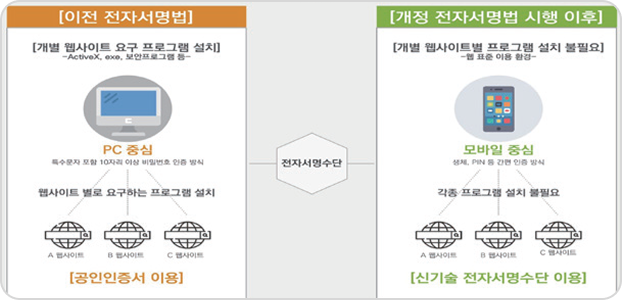 [이전 전자서명법]
[개별 웹사이트 요구 프로그램 설치]
-ActiveX, exe, 보안프로그램 등-
PC 중심
특수문자 포함 10자리 이상 비밀번호 인증 방식
웹사이트 별로 요구하는 프로그램 설치
A 웹사이트
B 웹사이트
C 웹사이트
[공인인증서 이용]
전자서명수단
[개정 전자서명법 시행 이후]
[개별 웹사이트별 프로그램 설치 불필요]
-웹 표준 이용 환경-
모바일 중심
생체, PIN 등 간편 인증 방식
각종 프로그램 설치 불필요
A 웹사이트
B 웹사이트
C 웹사이트
[신기술 전자서명수단 이용]